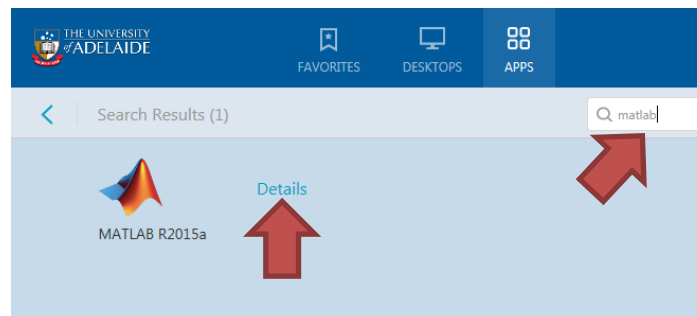 THE UNIVERSITY
of ADELAIDE
FAVORITES
DESKTOPS
APPS
Search Results (1)
matlab
Details
MATLAB R2015a